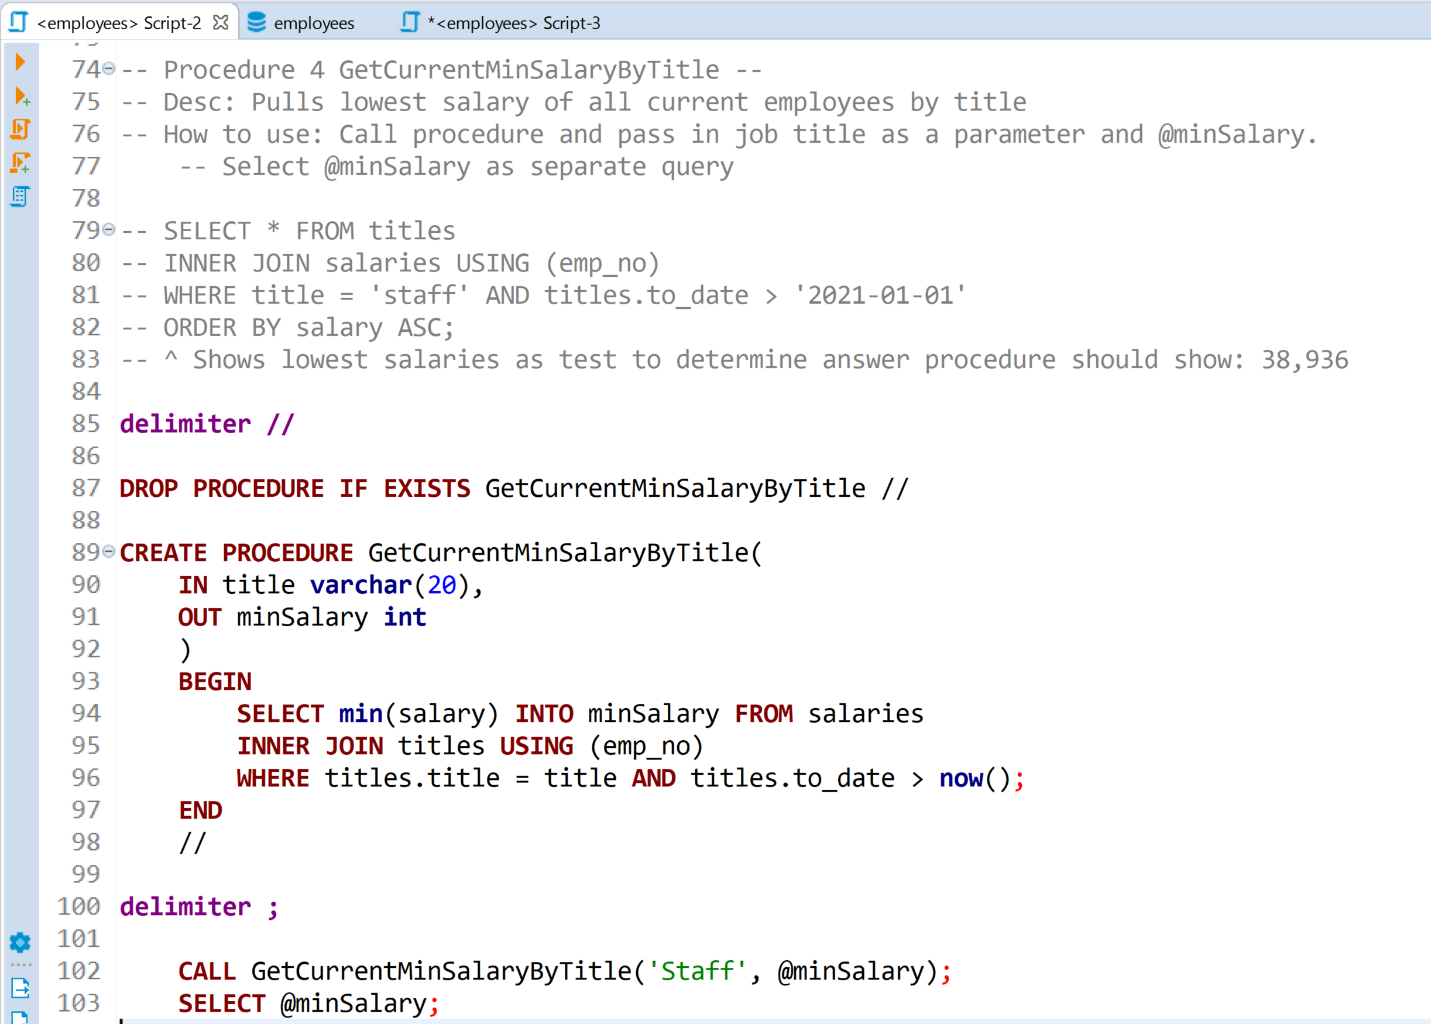 <employees> Script-2
employees
*<employees> Script-3
74 -- Procedure 4 GetCurrentMinSalaryByTitle --
75 -- Desc: Pulls lowest salary of all current employees by title
76 -- How to use: Call procedure and pass in job title as a parameter and @minSalary.
77     -- Select @minSalary as separate query
78
79 -- SELECT * FROM titles
80 -- INNER JOIN salaries USING (emp_no)
81 -- WHERE title = 'staff' AND titles.to_date > '2021-01-01'
82 -- ORDER BY salary ASC;
83 -- ^ Shows lowest salaries as test to determine answer procedure should show: 38,936
84
85 delimiter //
86
87 DROP PROCEDURE IF EXISTS GetCurrentMinSalaryByTitle //
88
89 CREATE PROCEDURE GetCurrentMinSalaryByTitle(
90     IN title varchar(20),
91     OUT minSalary int
92     )
93     BEGIN
94         SELECT min(salary) INTO minSalary FROM salaries
95         INNER JOIN titles USING (emp_no)
96         WHERE titles.title = title AND titles.to_date > now();
97     END
98     //
99
100 delimiter ;
101
102     CALL GetCurrentMinSalaryByTitle('Staff', @minSalary);
103     SELECT @minSalary;